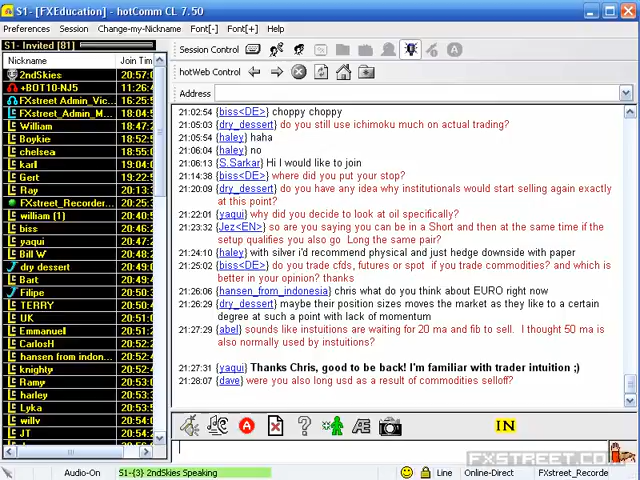 S1- [FXEducation] - hotComm CL 7.50
Preferences Session Change-my-Nickname Font[-] Font[+] Help
S1- Invited [81]
Nickname Join Tim
2ndSkies 20:57:0
+BOT10-NJ5 11:26:4
FXstreet Admin_Vic... 16:25:5
FXstreet_Admin_M... 18:04:5
William 18:47:2
Boykie 18:52:2
chelsea 18:55:0
karl 19:04:0
Gert 19:22:2
Ray 20:13:3
FXstreet_Recorder... 20:25:3
william (1) 20:40:5
biss 20:46:2
yaqui 20:47:2
Bill W 20:48:2
dry dessert 20:49:2
Bart 20:49:2
Filipe 20:50:0
TERRY 20:50:0
UK 20:51:0
Emmanuel 20:51:2
CarlosH 20:52:2
hansen from indon... 20:52:4
knighty 20:52:4
Ramy 20:53:2
harley 20:53:2
Lyka 20:53:2
willv 20:54:2
JT 20:54:2
Session Control
hotWeb Control
Address
21:02:54 {biss<DE>} choppy choppy
21:05:03 {dry_dessert} do you still use ichimoku much on actual trading?
21:05:54 {haley} haha
21:06:04 {haley} no
21:06:13 {S.Sarkar} Hi I would like to join
21:14:38 {biss<DE>} where did you put your stop?
21:20:09 {dry_dessert} do you have any idea why institutionals would start selling again exactly
at this point?
21:22:01 {yaqui} why did you decide to look at oil specifically?
21:23:32 {Jez<EN>} so are you saying you can be in a Short and then at the same time if the
setup qualifies you also go Long the same pair?
21:24:10 {haley} with silver i'd recommend physical and just hedge downside with paper
21:25:02 {biss<DE>} do you trade cfds, futures or spot if you trade commodities? and which is
better in your opinion? thanks
21:26:06 {hansen_from_indonesia} chris what do you think about EURO right now
21:26:29 {dry_dessert} maybe their position sizes moves the market as they like to a certain
degree at such a point with lack of momentum
21:27:29 {abel} sounds like instuitions are waiting for 20 ma and fib to sell. I thought 50 ma is
also normally used by instuitions?
21:27:31 {yaqui} Thanks Chris, good to be back! I'm familiar with trader intuition ;)
21:28:07 {dave} were you also long usd as a result of commodities selloff?
IN
FXSTREET.COM
Audio-On S1-{3} 2ndSkies Speaking Line Online-Direct FXstreet_Recorde